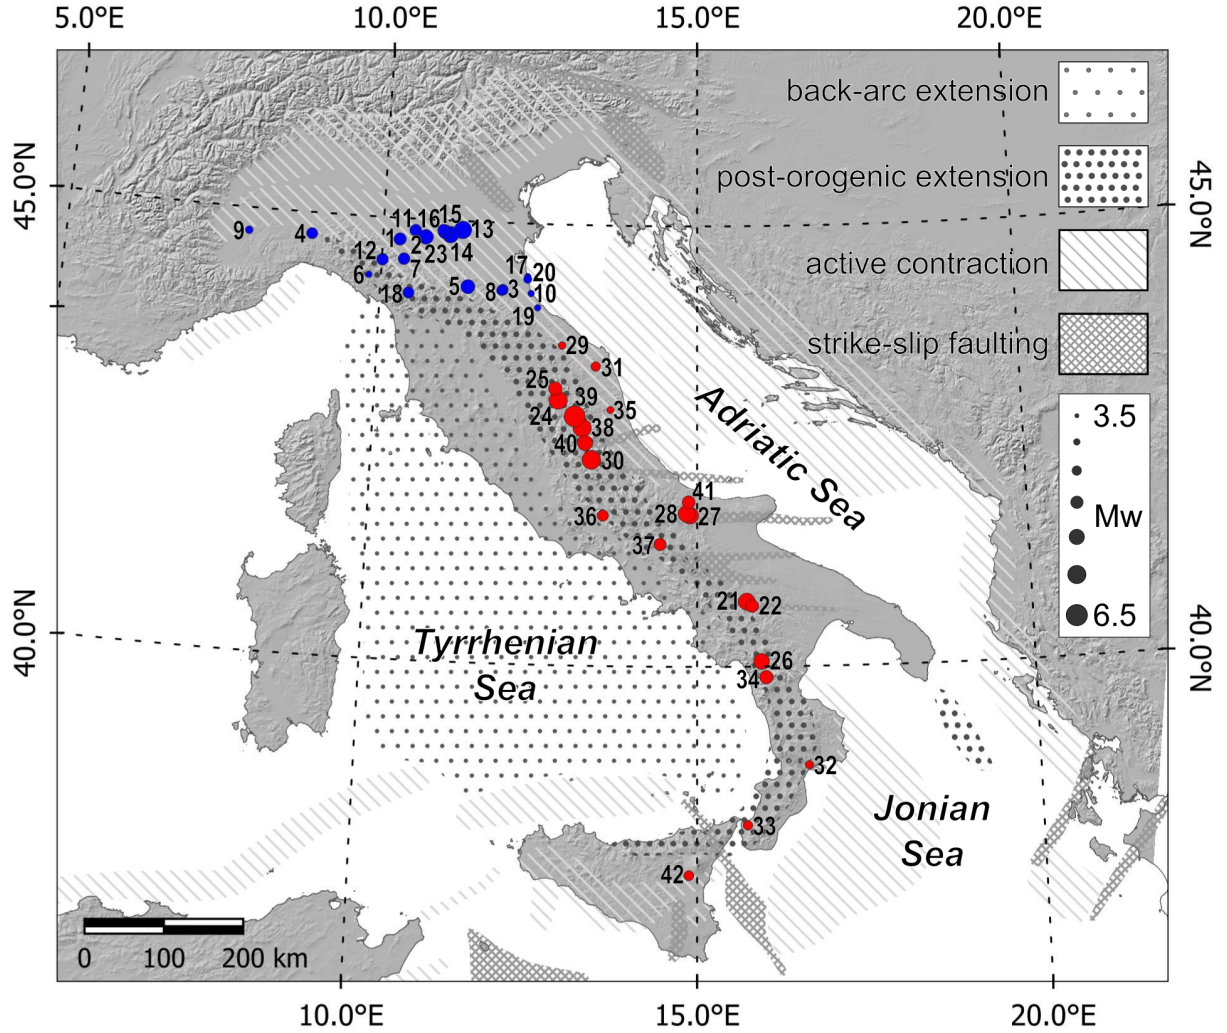 5.0°E 10.0°E 15.0°E 20.0°E
back-arc extension
45.0°N
post-orogenic extension
45.0°N
9
4
11-16
15
13
1
2
23
14
active contraction
12
7
6
18
5
8
3
17
20
10
19
strike-slip faulting
29
31
25
39
24
35
38
40
30
Adriatic Sea
3.5
Mw
6.5
41
36
28
27
37
21
22
40.0°N
Tyrrhenian
Sea
26
34
40.0°N
32
Jonian
Sea
33
42
0 100 200 km
10.0°E 15.0°E 20.0°E